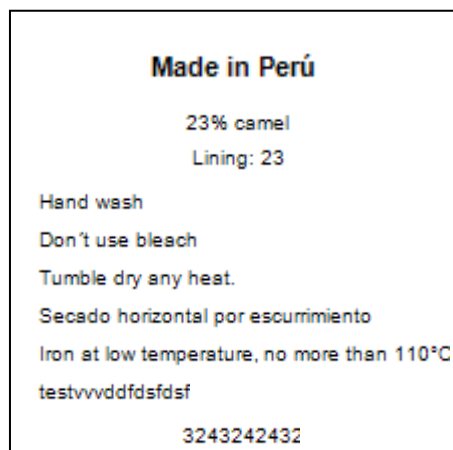 Made in Perú
23% camel
Lining: 23
Hand wash
Don´t use bleach
Tumble dry any heat.
Secado horizontal por escurrimiento
Iron at low temperature, no more than 110°C
testvvvddfdsfdsf
3243242432